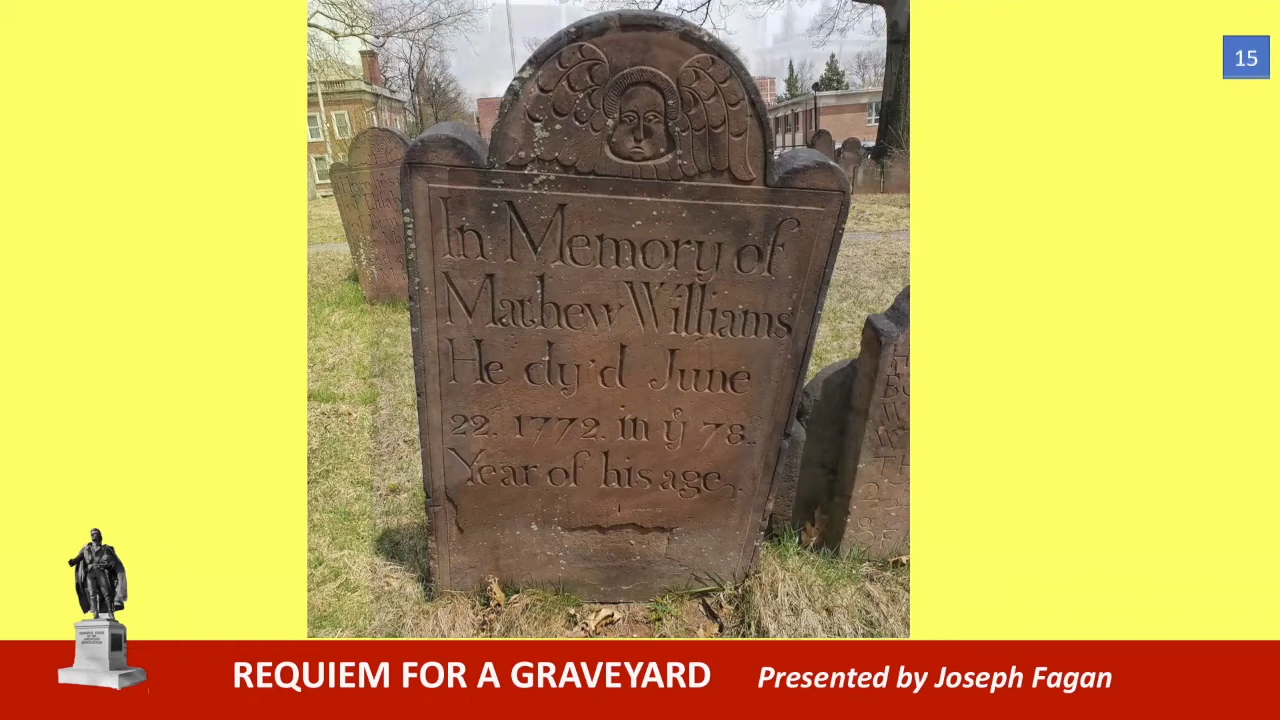 15
In Memory of
Mathew Williams
He dy'd June
22. 1772. in yͤ 78.
Year of his age.
REQUIEM FOR A GRAVEYARD Presented by Joseph Fagan